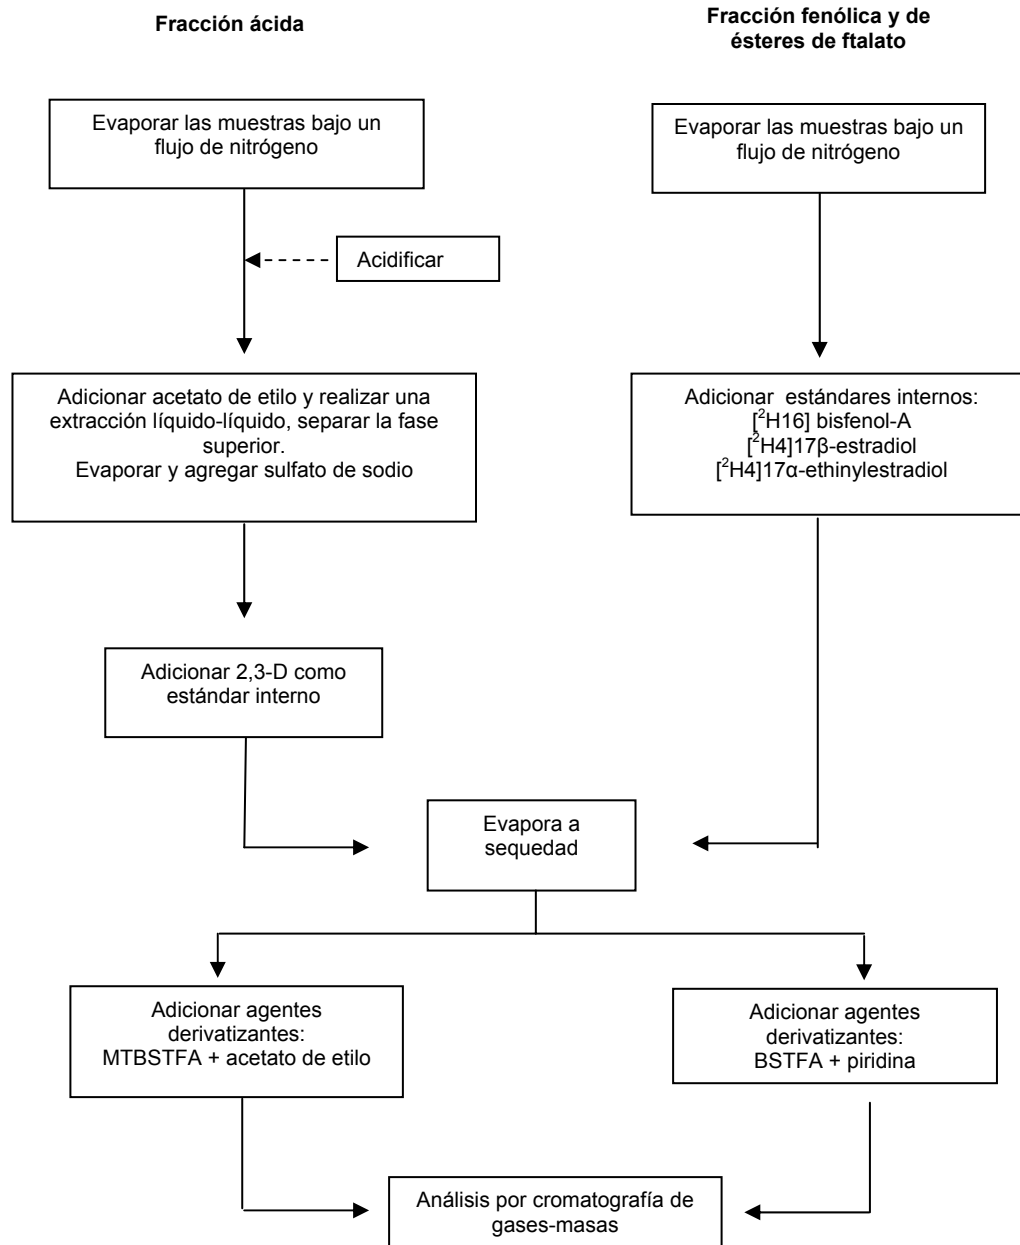 Fracción ácida
Fracción fenólica y de
ésteres de ftalato
Evaporar las muestras bajo un
flujo de nitrógeno
Evaporar las muestras bajo un
flujo de nitrógeno
Acidificar
Adicionar acetato de etilo y realizar una
extracción líquido-líquido, separar la fase
superior.
Evaporar y agregar sulfato de sodio
Adicionar estándares internos:
[²H16] bisfenol-A
[²H4]17β-estradiol
[²H4]17α-ethinylestradiol
Adicionar 2,3-D como
estándar interno
Evapora a
sequedad
Adicionar agentes
derivatizantes:
MTBSTFA + acetato de etilo
Adicionar agentes
derivatizantes:
BSTFA + piridina
Análisis por cromatografía de
gases-masas